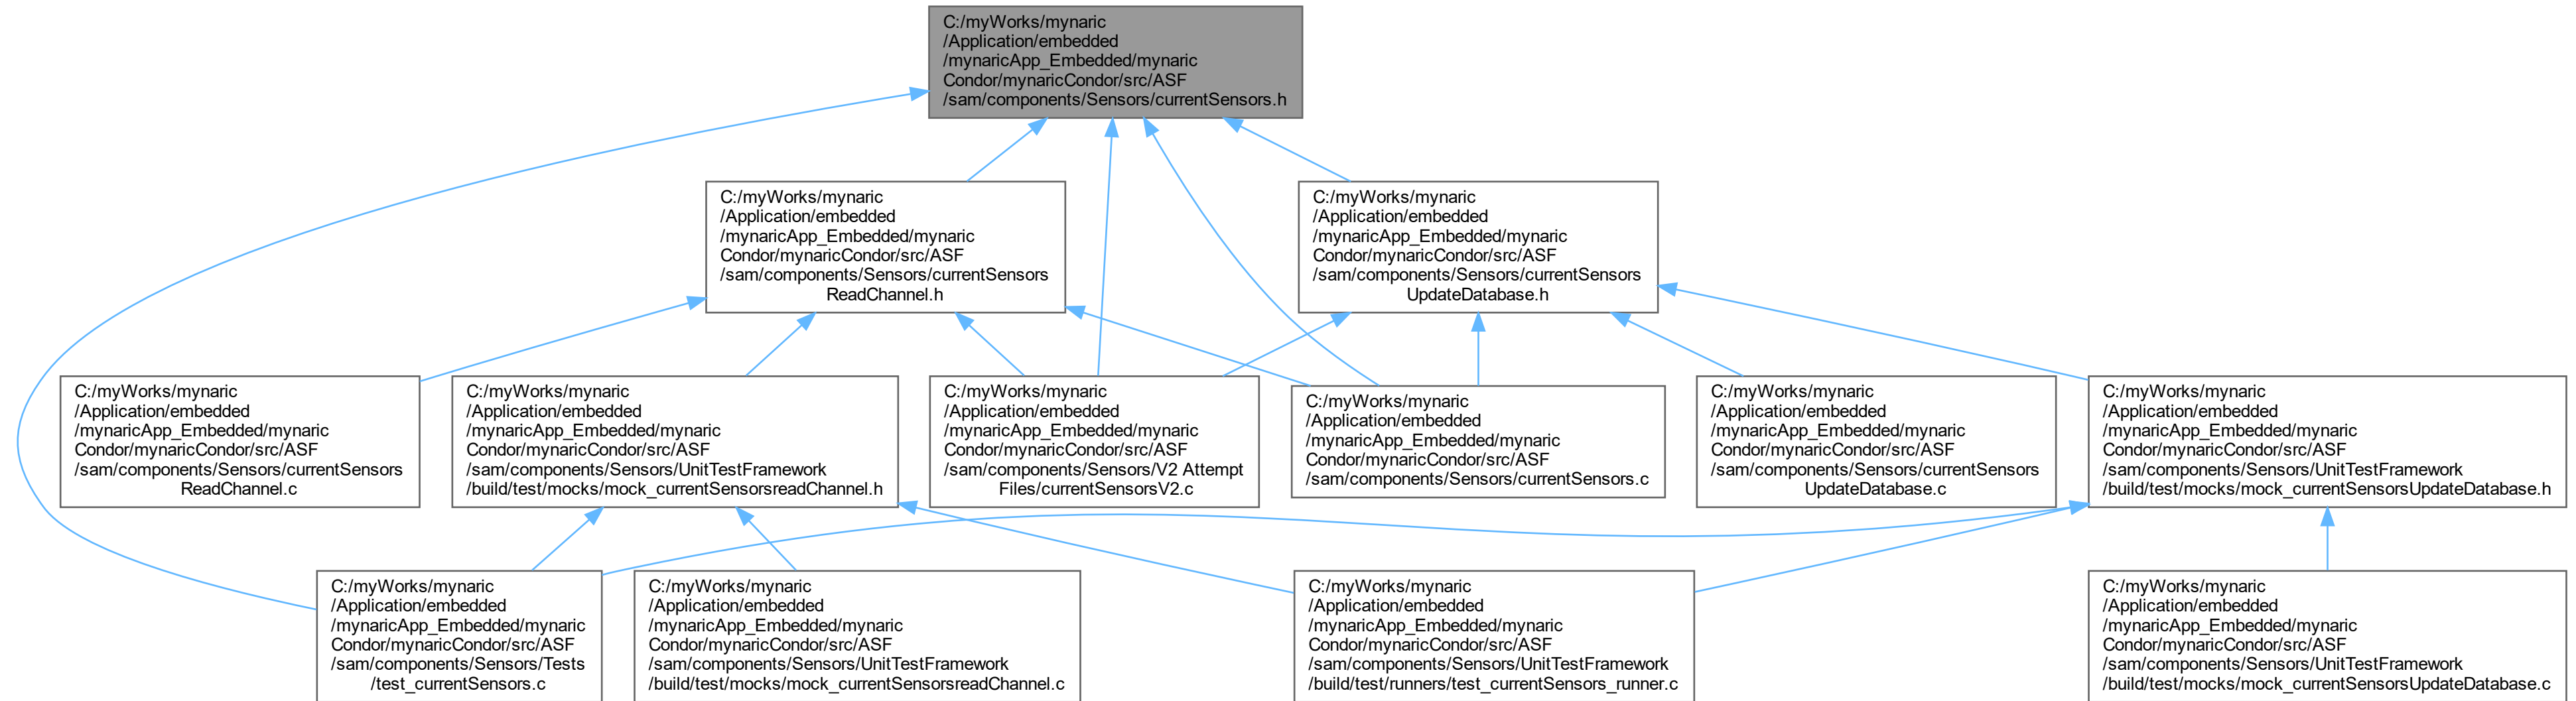 C:/myWorks/mynaric
/Application/embedded
/mynaricApp_Embedded/mynaric
Condor/mynaricCondor/src/ASF
/sam/components/Sensors/currentSensors.h
C:/myWorks/mynaric
/Application/embedded
/mynaricApp_Embedded/mynaric
Condor/mynaricCondor/src/ASF
/sam/components/Sensors/currentSensors
ReadChannel.h
C:/myWorks/mynaric
/Application/embedded
/mynaricApp_Embedded/mynaric
Condor/mynaricCondor/src/ASF
/sam/components/Sensors/currentSensors
UpdateDatabase.h
C:/myWorks/mynaric
/Application/embedded
/mynaricApp_Embedded/mynaric
Condor/mynaricCondor/src/ASF
/sam/components/Sensors/currentSensors
ReadChannel.c
C:/myWorks/mynaric
/Application/embedded
/mynaricApp_Embedded/mynaric
Condor/mynaricCondor/src/ASF
/sam/components/Sensors/UnitTestFramework
/build/test/mocks/mock_currentSensorsreadChannel.h
C:/myWorks/mynaric
/Application/embedded
/mynaricApp_Embedded/mynaric
Condor/mynaricCondor/src/ASF
/sam/components/Sensors/V2 Attempt
Files/currentSensorsV2.c
C:/myWorks/mynaric
/Application/embedded
/mynaricApp_Embedded/mynaric
Condor/mynaricCondor/src/ASF
/sam/components/Sensors/currentSensors.c
C:/myWorks/mynaric
/Application/embedded
/mynaricApp_Embedded/mynaric
Condor/mynaricCondor/src/ASF
/sam/components/Sensors/currentSensors
UpdateDatabase.c
C:/myWorks/mynaric
/Application/embedded
/mynaricApp_Embedded/mynaric
Condor/mynaricCondor/src/ASF
/sam/components/Sensors/UnitTestFramework
/build/test/mocks/mock_currentSensorsUpdateDatabase.h
C:/myWorks/mynaric
/Application/embedded
/mynaricApp_Embedded/mynaric
Condor/mynaricCondor/src/ASF
/sam/components/Sensors/Tests
/test_currentSensors.c
C:/myWorks/mynaric
/Application/embedded
/mynaricApp_Embedded/mynaric
Condor/mynaricCondor/src/ASF
/sam/components/Sensors/UnitTestFramework
/build/test/mocks/mock_currentSensorsreadChannel.c
C:/myWorks/mynaric
/Application/embedded
/mynaricApp_Embedded/mynaric
Condor/mynaricCondor/src/ASF
/sam/components/Sensors/UnitTestFramework
/build/test/runners/test_currentSensors_runner.c
C:/myWorks/mynaric
/Application/embedded
/mynaricApp_Embedded/mynaric
Condor/mynaricCondor/src/ASF
/sam/components/Sensors/UnitTestFramework
/build/test/mocks/mock_currentSensorsUpdateDatabase.c